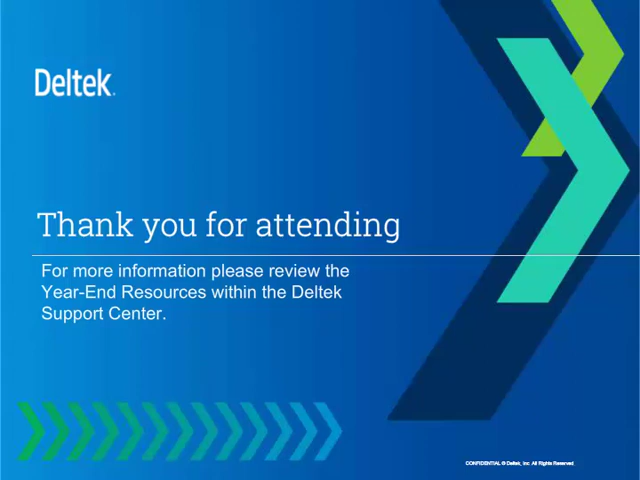 Deltek.
Thank you for attending
For more information please review the
Year-End Resources within the Deltek
Support Center.
CONFIDENTIAL © Deltek, Inc. All Rights Reserved.